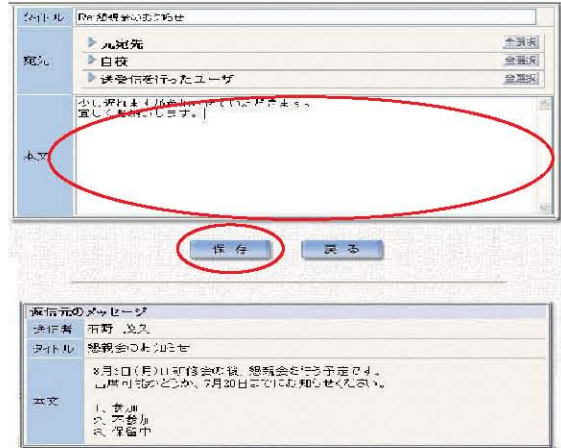 タイトル Re:懇親会のお知らせ
宛先
元宛先 全選択
自校 全選択
送受信を行ったユーザ 全選択
本文
少し遅れますが参加させていただきます。
宜しくお願いします。
保存 戻る
返信元のメッセージ
送信者 石野
タイトル 懇親会のお知らせ
本文
8月3日(月)の研修会の後、懇親会を行う予定です。
出席可能かどうか、7月30日までにお知らせください。
1、参加
2、不参加
3、保留中